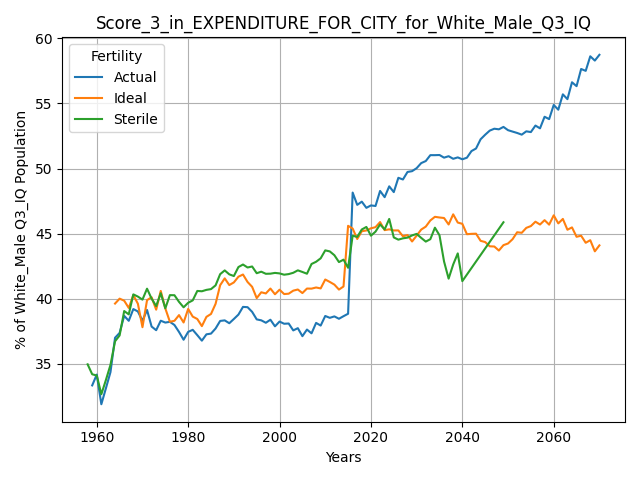 Score_3_in_EXPENDITURE_FOR_CITY_for_White_Male_Q3_IQ
Fertility
Actual
Ideal
Sterile
% of White_Male Q3_IQ Population
60
55
50
45
40
35
1960 1980 2000 2020 2040 2060
Years